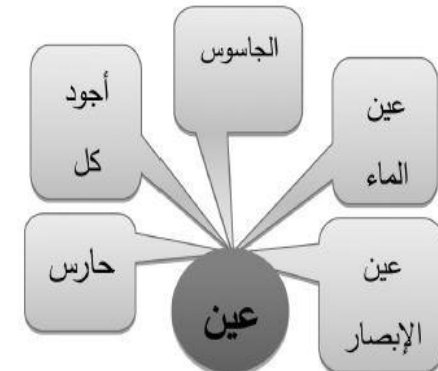 الجاسوس
عين
الماء
أجود
كل
عين
الإبصار
حارس
عين